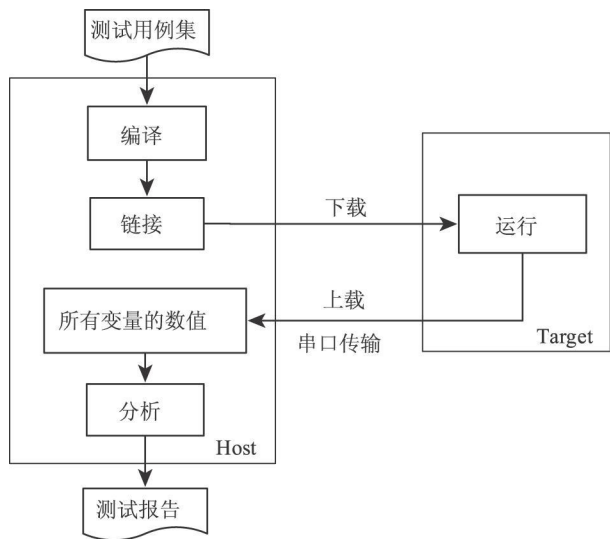 测试用例集
编译
链接
下载
运行
所有变量的数值
上载
串口传输
Target
分析
Host
测试报告